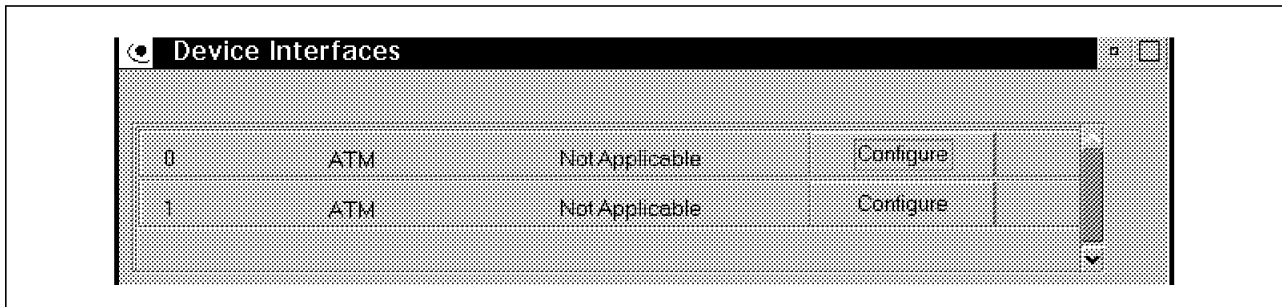 Device Interfaces
0 ATM Not Applicable Configure
1 ATM Not Applicable Configure